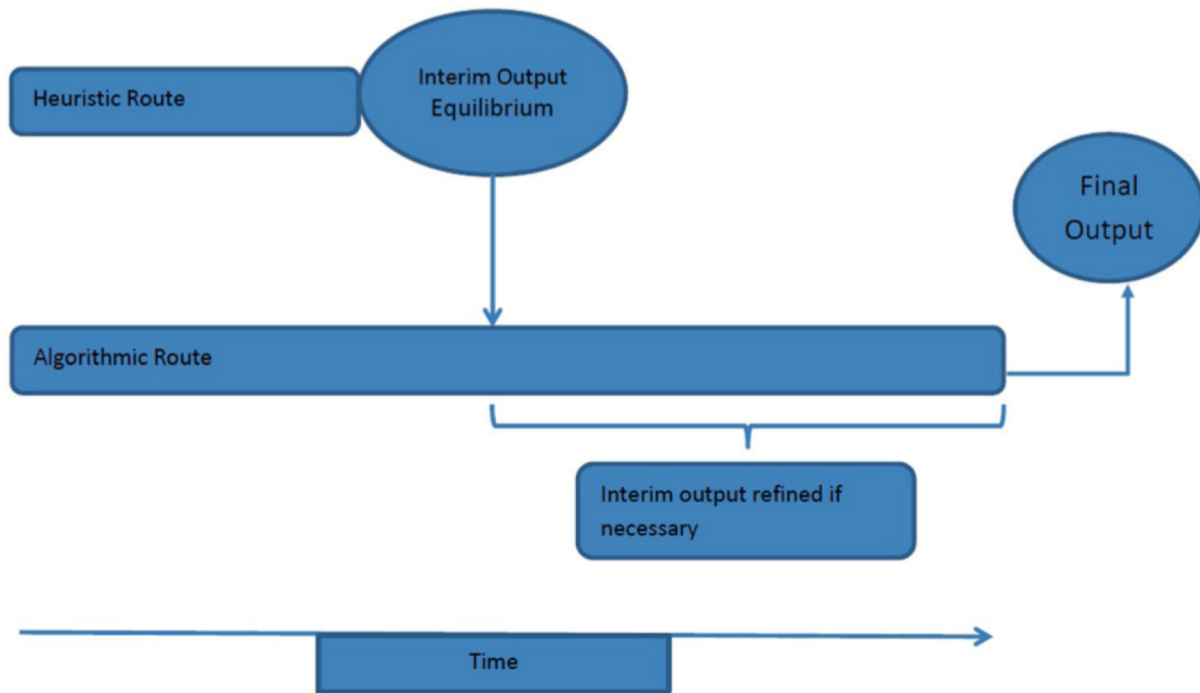 Heuristic Route
Interim Output
Equilibrium
Final
Output
Algorithmic Route
Interim output refined if
necessary
Time